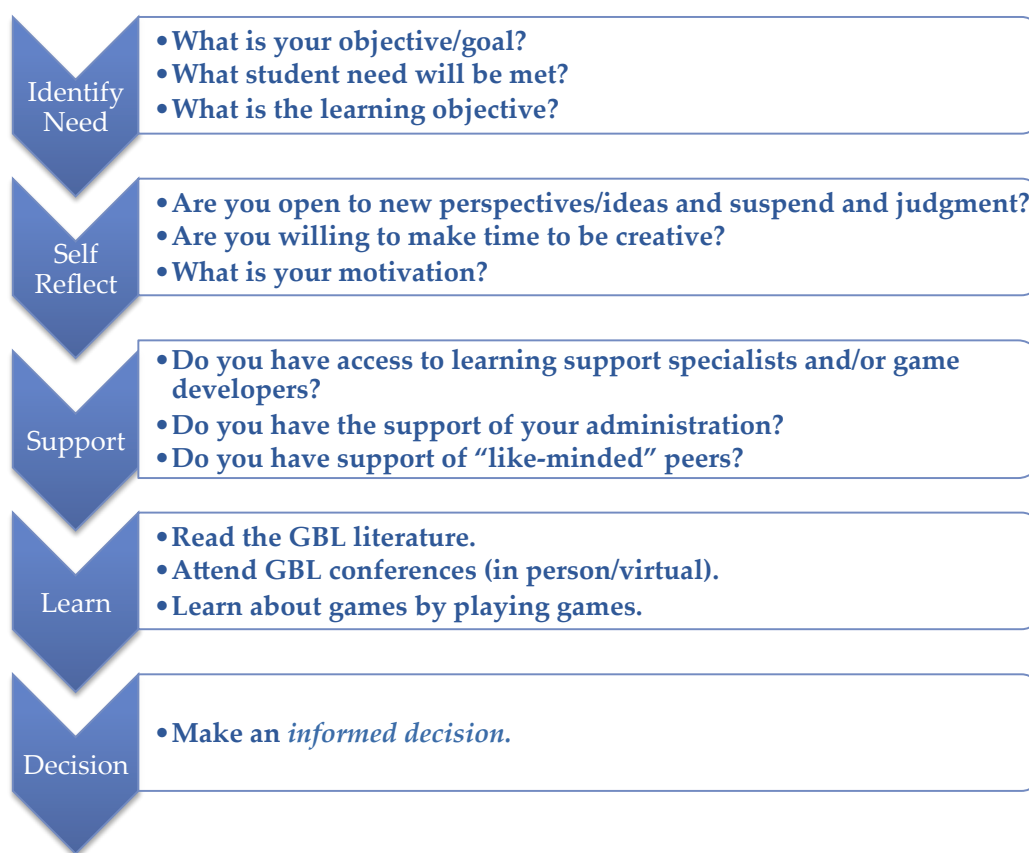 Identify
Need
•What is your objective/goal?
•What student need will be met?
•What is the learning objective?
Self
Reflect
•Are you open to new perspectives/ideas and suspend and judgment?
•Are you willing to make time to be creative?
•What is your motivation?
Support
•Do you have access to learning support specialists and/or game
developers?
•Do you have the support of your administration?
•Do you have support of “like-minded” peers?
Learn
•Read the GBL literature.
•Attend GBL conferences (in person/virtual).
•Learn about games by playing games.
Decision
•Make an informed decision.